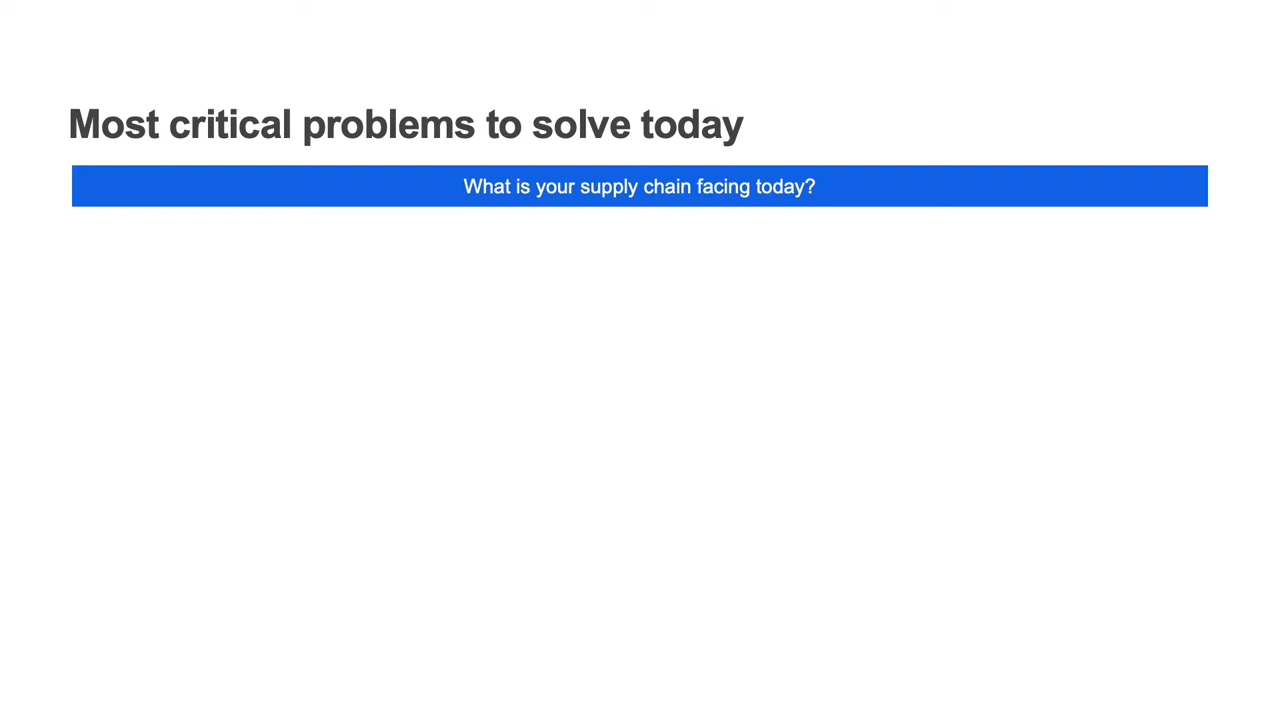 Most critical problems to solve today
What is your supply chain facing today?